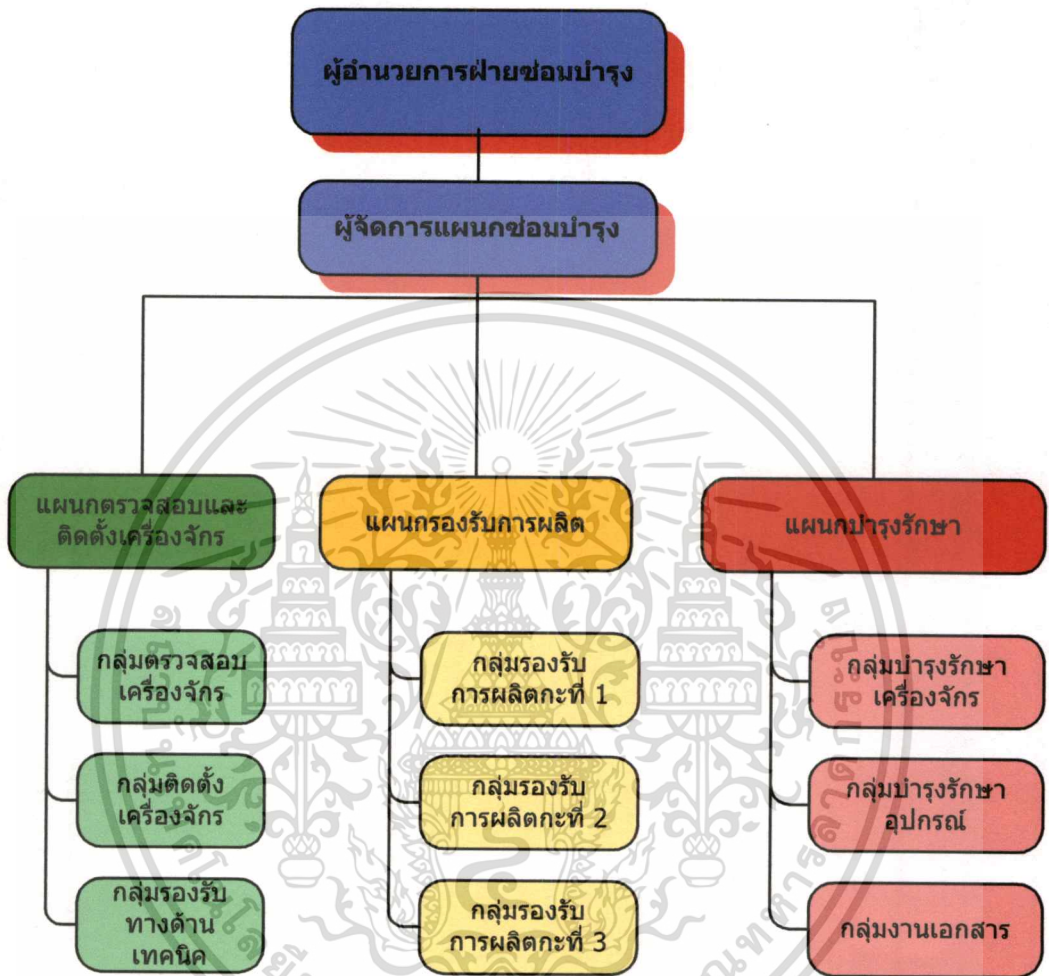 ผู้อำนวยการฝ่ายซ่อมบำรุง
ผู้จัดการแผนกซ่อมบำรุง
แผนกตรวจสอบและ
ติดตั้งเครื่องจักร
กลุ่มตรวจสอบ
เครื่องจักร
กลุ่มติดตั้ง
เครื่องจักร
กลุ่มรองรับ
ทางด้าน
เทคนิค
แผนกรองรับการผลิต
กลุ่มรองรับ
การผลิตกะที่ 1
กลุ่มรองรับ
การผลิตกะที่ 2
กลุ่มรองรับ
การผลิตกะที่ 3
แผนกบำรุงรักษา
กลุ่มบำรุงรักษา
เครื่องจักร
กลุ่มบำรุงรักษา
อุปกรณ์
กลุ่มงานเอกสาร